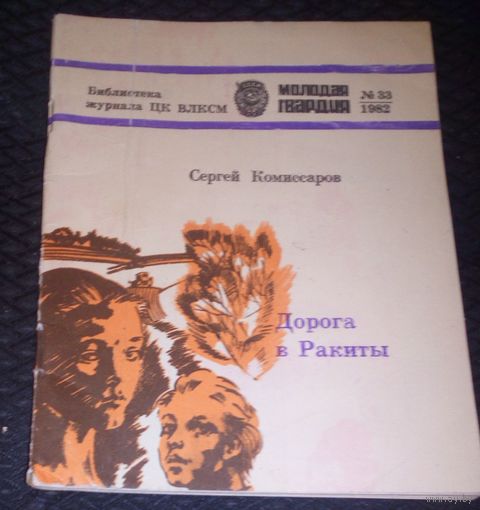 Библиотека
журнала ЦК ВЛКСМ
МОЛОДАЯ
ГВАРДИЯ
№ 33
1982
Сергей Комиссаров
Дорога
в Ракиты